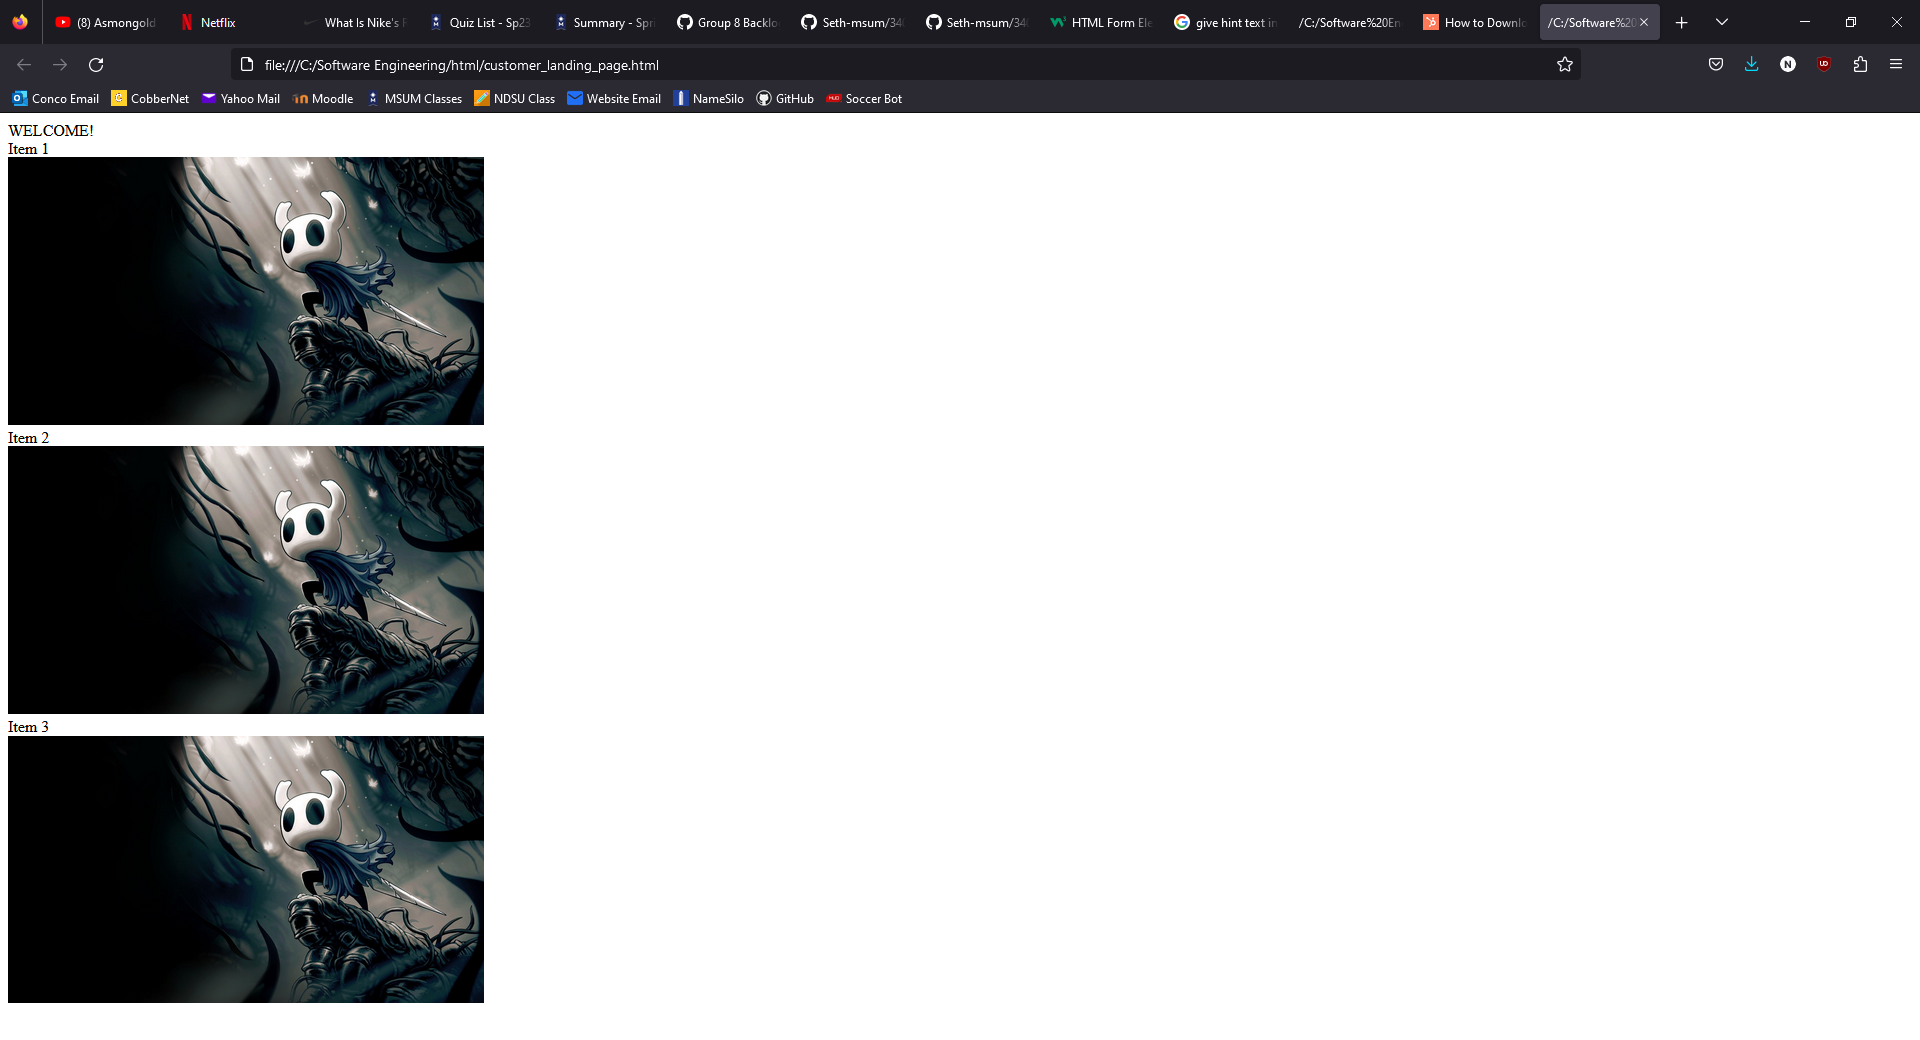 (8) Asmongold
Netflix
What Is Nike's
Quiz List - Sp23
Summary - Spri
Group 8 Backlo
Seth-msum/340
Seth-msum/340
HTML Form Ele
give hint text in
/C:/Software%20En
How to Downlo
/C:/Software%20
file:///C:/Software Engineering/html/customer_landing_page.html
N
Conco Email
CobberNet
Yahoo Mail
Moodle
MSUM Classes
NDSU Class
Website Email
NameSilo
GitHub
Soccer Bot
WELCOME!
Item 1
Item 2
Item 3